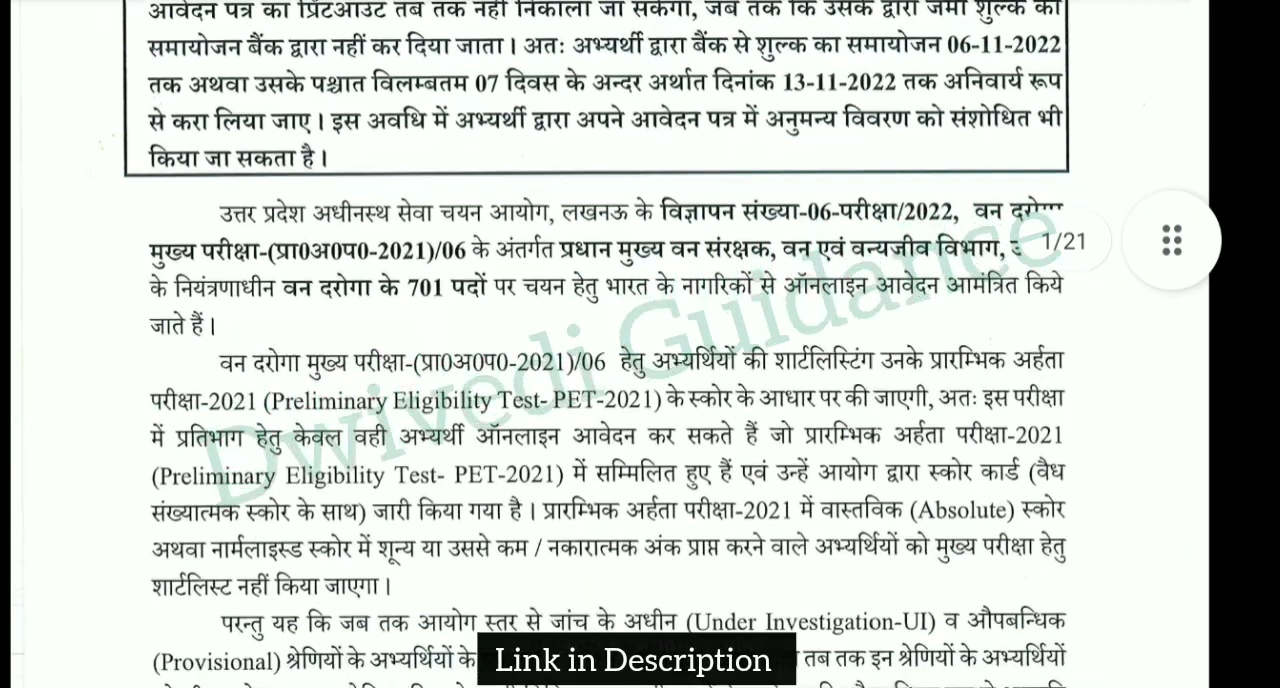 आवेदन पत्र का प्रिंटआउट तब तक नहीं निकाला जा सकेगा, जब तक कि उसके द्वारा जमा शुल्क का
समायोजन बैंक द्वारा नहीं कर दिया जाता। अतः अभ्यर्थी द्वारा बैंक से शुल्क का समायोजन 06-11-2022
तक अथवा उसके पश्चात विलम्बतम 07 दिवस के अन्दर अर्थात दिनांक 13-11-2022 तक अनिवार्य रूप
से करा लिया जाए। इस अवधि में अभ्यर्थी द्वारा अपने आवेदन पत्र में अनुमन्य विवरण को संशोधित भी
किया जा सकता है।
उत्तर प्रदेश अधीनस्थ सेवा चयन आयोग, लखनऊ के विज्ञापन संख्या-06-परीक्षा/2022, वन दरोगा
मुख्य परीक्षा-(प्रा0अ0प0-2021)/06 के अंतर्गत प्रधान मुख्य वन संरक्षक, वन एवं वन्यजीव विभाग,
1/21
के नियंत्रणाधीन वन दरोगा के 701 पदों पर चयन हेतु भारत के नागरिकों से ऑनलाइन आवेदन आमंत्रित किये
जाते हैं।
वन दरोगा मुख्य परीक्षा-(प्रा0अ0प0-2021)/06 हेतु अभ्यर्थियों की शार्टलिस्टिंग उनके प्रारम्भिक अर्हता
परीक्षा-2021 (Preliminary Eligibility Test- PET-2021) के स्कोर के आधार पर की जाएगी, अतः इस परीक्षा
में प्रतिभाग हेतु केवल वही अभ्यर्थी ऑनलाइन आवेदन कर सकते हैं जो प्रारम्भिक अर्हता परीक्षा-2021
(Preliminary Eligibility Test- PET-2021) में सम्मिलित हुए हैं एवं उन्हें आयोग द्वारा स्कोर कार्ड (वैध
संख्यात्मक स्कोर के साथ) जारी किया गया है। प्रारम्भिक अर्हता परीक्षा-2021 में वास्तविक (Absolute) स्कोर
अथवा नार्मलाइस्ड स्कोर में शून्य या उससे कम / नकारात्मक अंक प्राप्त करने वाले अभ्यर्थियों को मुख्य परीक्षा हेतु
शार्टलिस्ट नहीं किया जाएगा।
Dwivedi Guidance
परन्तु यह कि जब तक आयोग स्तर से जांच के अधीन (Under Investigation-UI) व औपबन्धिक
(Provisional) श्रेणियों के अभ्यर्थियों के तब तक इन श्रेणियों के अभ्यर्थियों
Link in Description